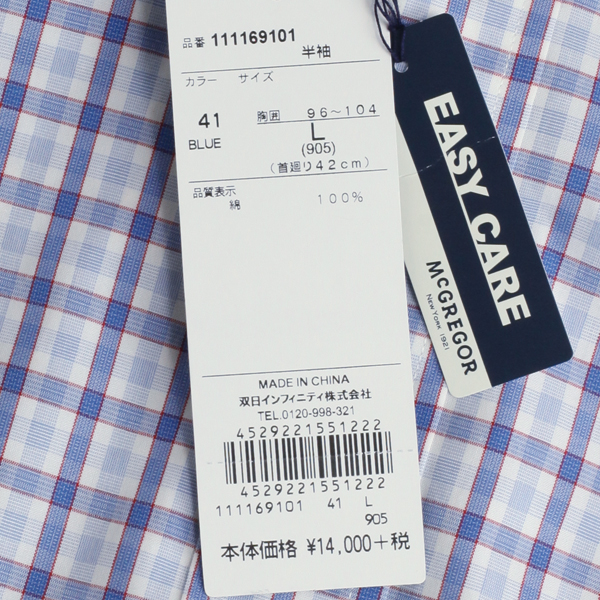 品番 111169101 半袖
カラー サイズ
41 胸囲 96〜104
BLUE L
(905)
(首廻り42cm)
品質表示
綿 100%
MADE IN CHINA
双日インフィニティ株式会社
TEL.0120-998-321
4529221551222
4529221551222
111169101 41 L
905
本体価格 ¥14,000+税
EASY CARE
McGREGOR
NEW YORK 1921